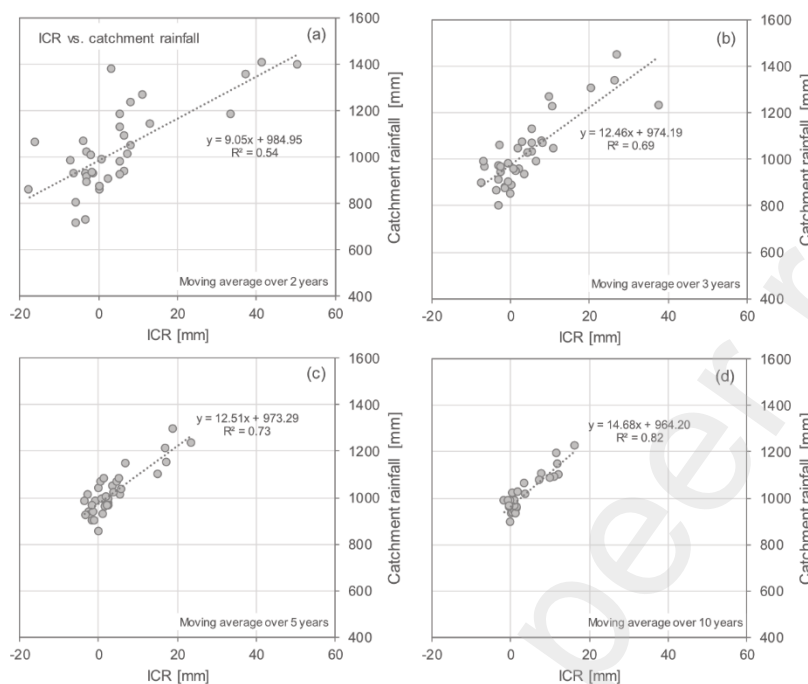 ICR vs. catchment rainfall
(a)
1600
1400
1200
1000
800
600
400
Catchment rainfall [mm]
y = 9.05x + 984.95
R² = 0.54
Moving average over 2 years
-20 0 20 40 60
ICR [mm]
(b)
1600
1400
1200
1000
800
600
400
Catchment rainfall [mm]
y = 12.46x + 974.19
R² = 0.69
Moving average over 3 years
-20 0 20 40 60
ICR [mm]
(c)
1600
1400
1200
1000
800
600
400
Catchment rainfall [mm]
y = 12.51x + 973.29
R² = 0.73
Moving average over 5 years
-20 0 20 40 60
ICR [mm]
(d)
1600
1400
1200
1000
800
600
400
Catchment rainfall [mm]
y = 14.68x + 964.20
R² = 0.82
Moving average over 10 years
-20 0 20 40 60
ICR [mm]
peer r